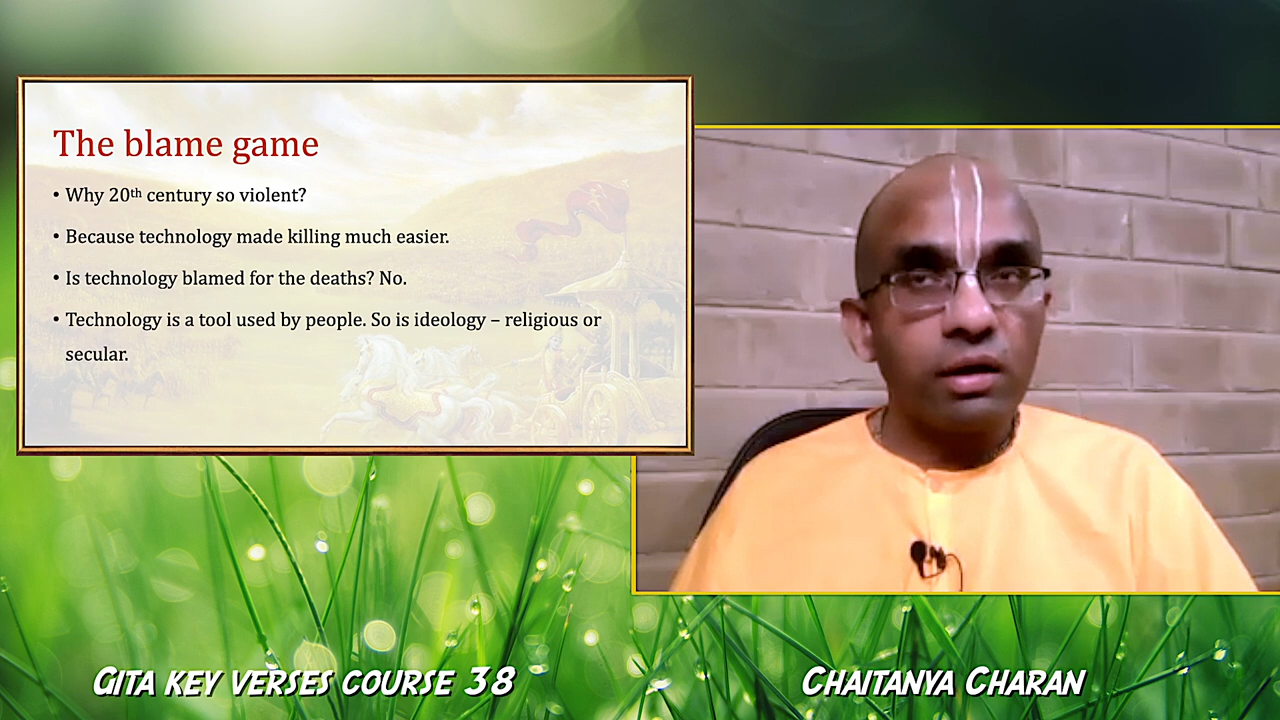 The blame game
• Why 20th century so violent?
• Because technology made killing much easier.
• Is technology blamed for the deaths? No.
• Technology is a tool used by people. So is ideology – religious or
secular.
GITA KEY VERSES COURSE 38
CHAITANYA CHARAN